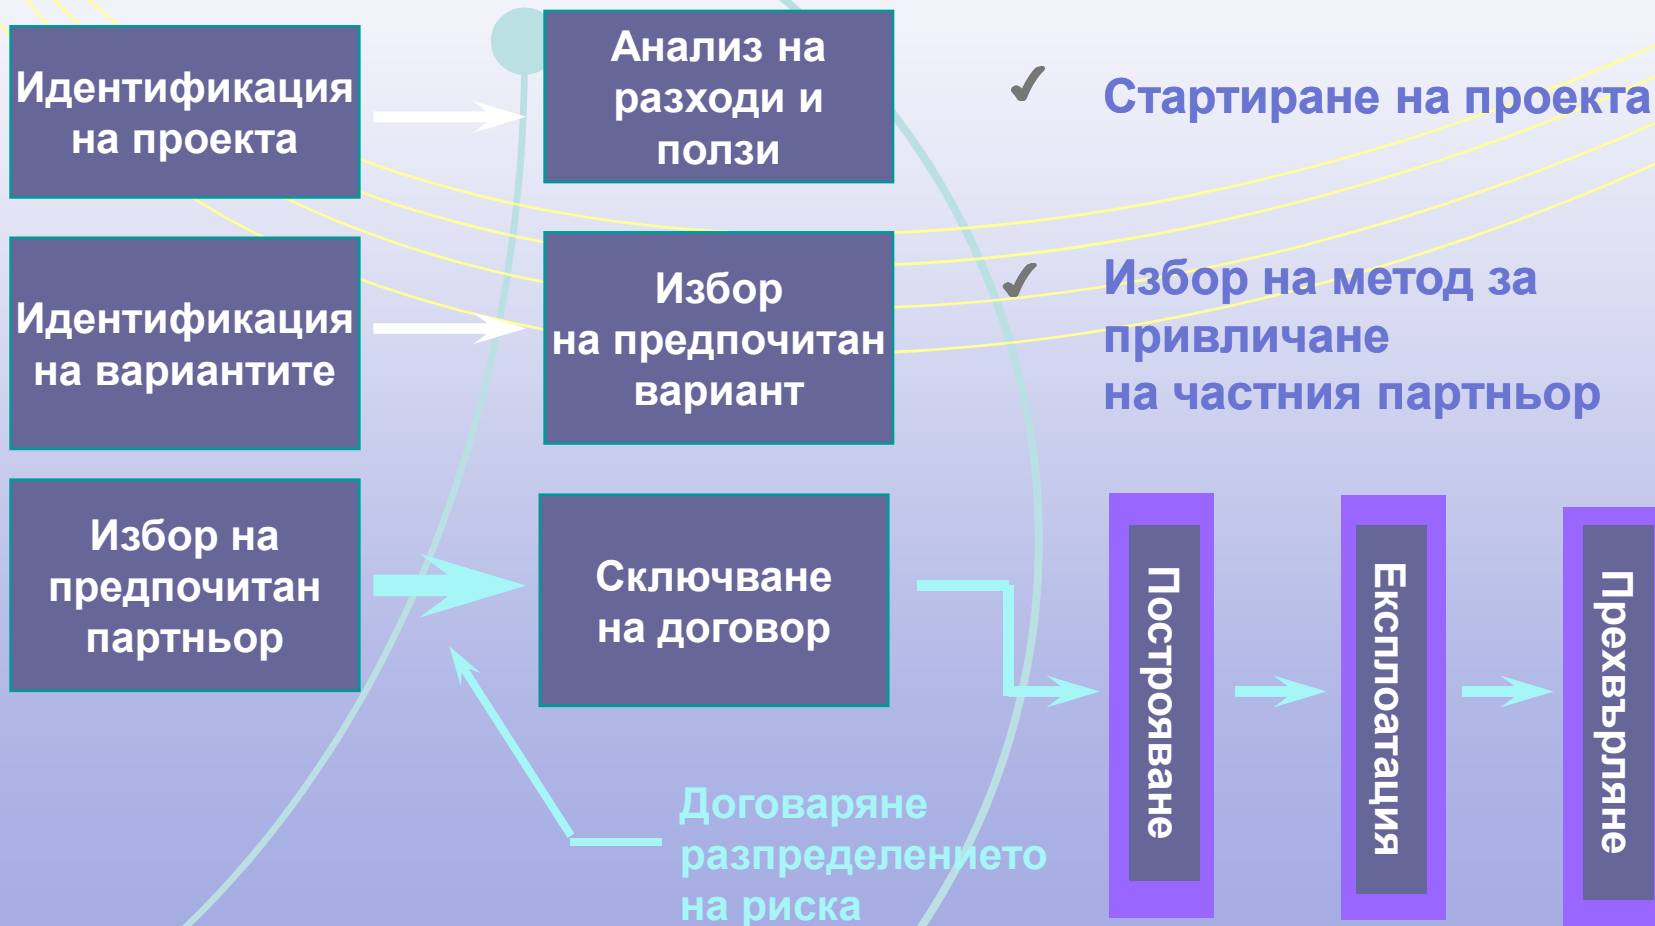 Идентификация
на проекта
Анализ на
разходи и
ползи
✔ Стартиране на проекта
Идентификация
на вариантите
Избор
на предпочитан
вариант
✔ Избор на метод за
привличане
на частния партньор
Избор на
предпочитан
партньор
Сключване
на договор
Построяване
Експлоатация
Прехвърляне
Договаряне
разпределението
на риска